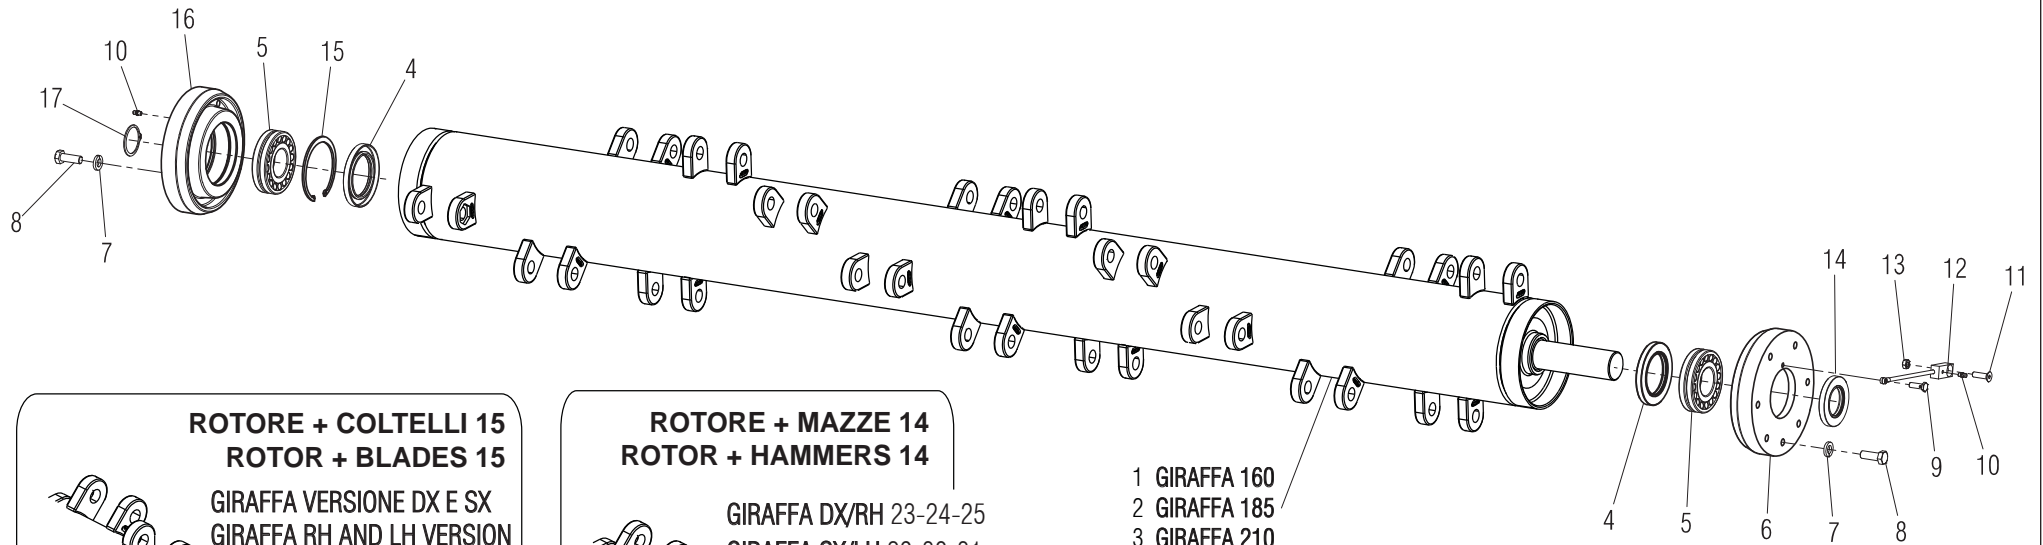 16
10
5
15
4
17
8
7
14
13
12
11
9
10
4
5
6
7
8
ROTORE + COLTELLI 15
ROTOR + BLADES 15
GIRAFFA VERSIONE DX E SX
GIRAFFA RH AND LH VERSION
ROTORE + MAZZE 14
ROTOR + HAMMERS 14
GIRAFFA DX/RH 23-24-25
1 GIRAFFA 160
2 GIRAFFA 185
3 GIRAFFA 210